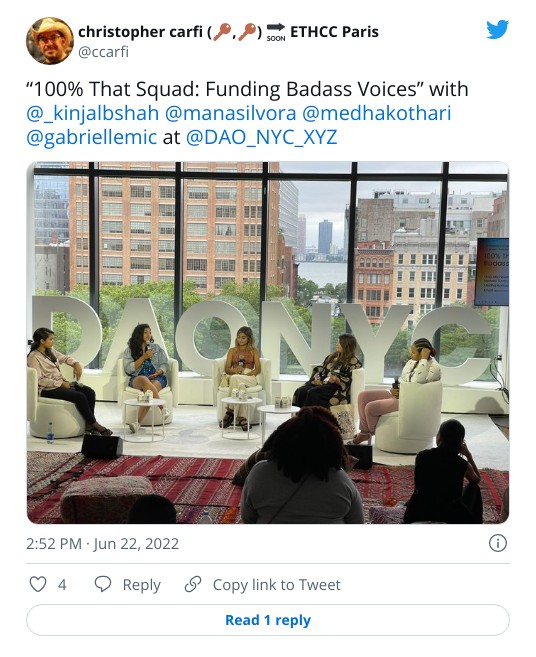 christopher carfi (🔑,🔑) 🔜 ETHCC Paris
@ccarfi
“100% That Squad: Funding Badass Voices” with
@_kinjalbshah @manasilvora @medhakothari
@gabriellemic at @DAO_NYC_XYZ
DAONYC
2:52 PM · Jun 22, 2022
4 Reply Copy link to Tweet
Read 1 reply